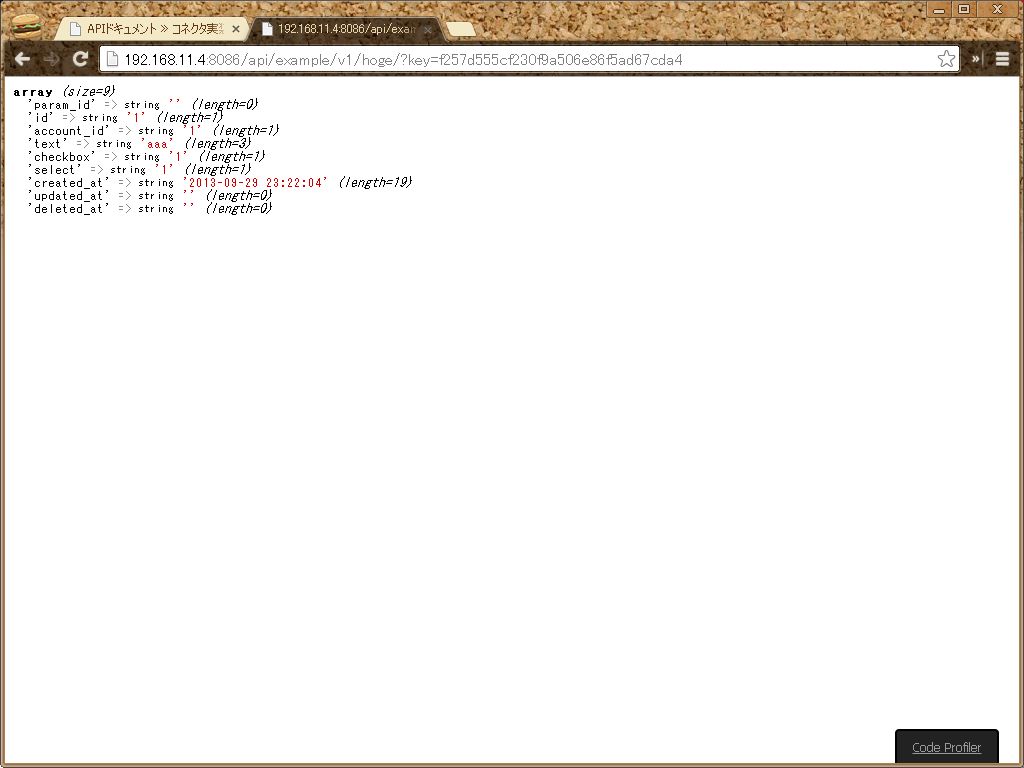 APIドキュメント ≫ コネクタ実
192.168.11.4:8086/api/exam
192.168.11.4:8086/api/example/v1/hoge/?key=f257d555cf230f9a506e86f5ad67cda4
array (size=9)
'param_id' => string '' (length=0)
'id' => string '1' (length=1)
'account_id' => string '1' (length=1)
'text' => string 'aaa' (length=3)
'checkbox' => string '1' (length=1)
'select' => string '1' (length=1)
'created_at' => string '2013-09-29 23:22:04' (length=19)
'updated_at' => string '' (length=0)
'deleted_at' => string '' (length=0)
Code Profiler